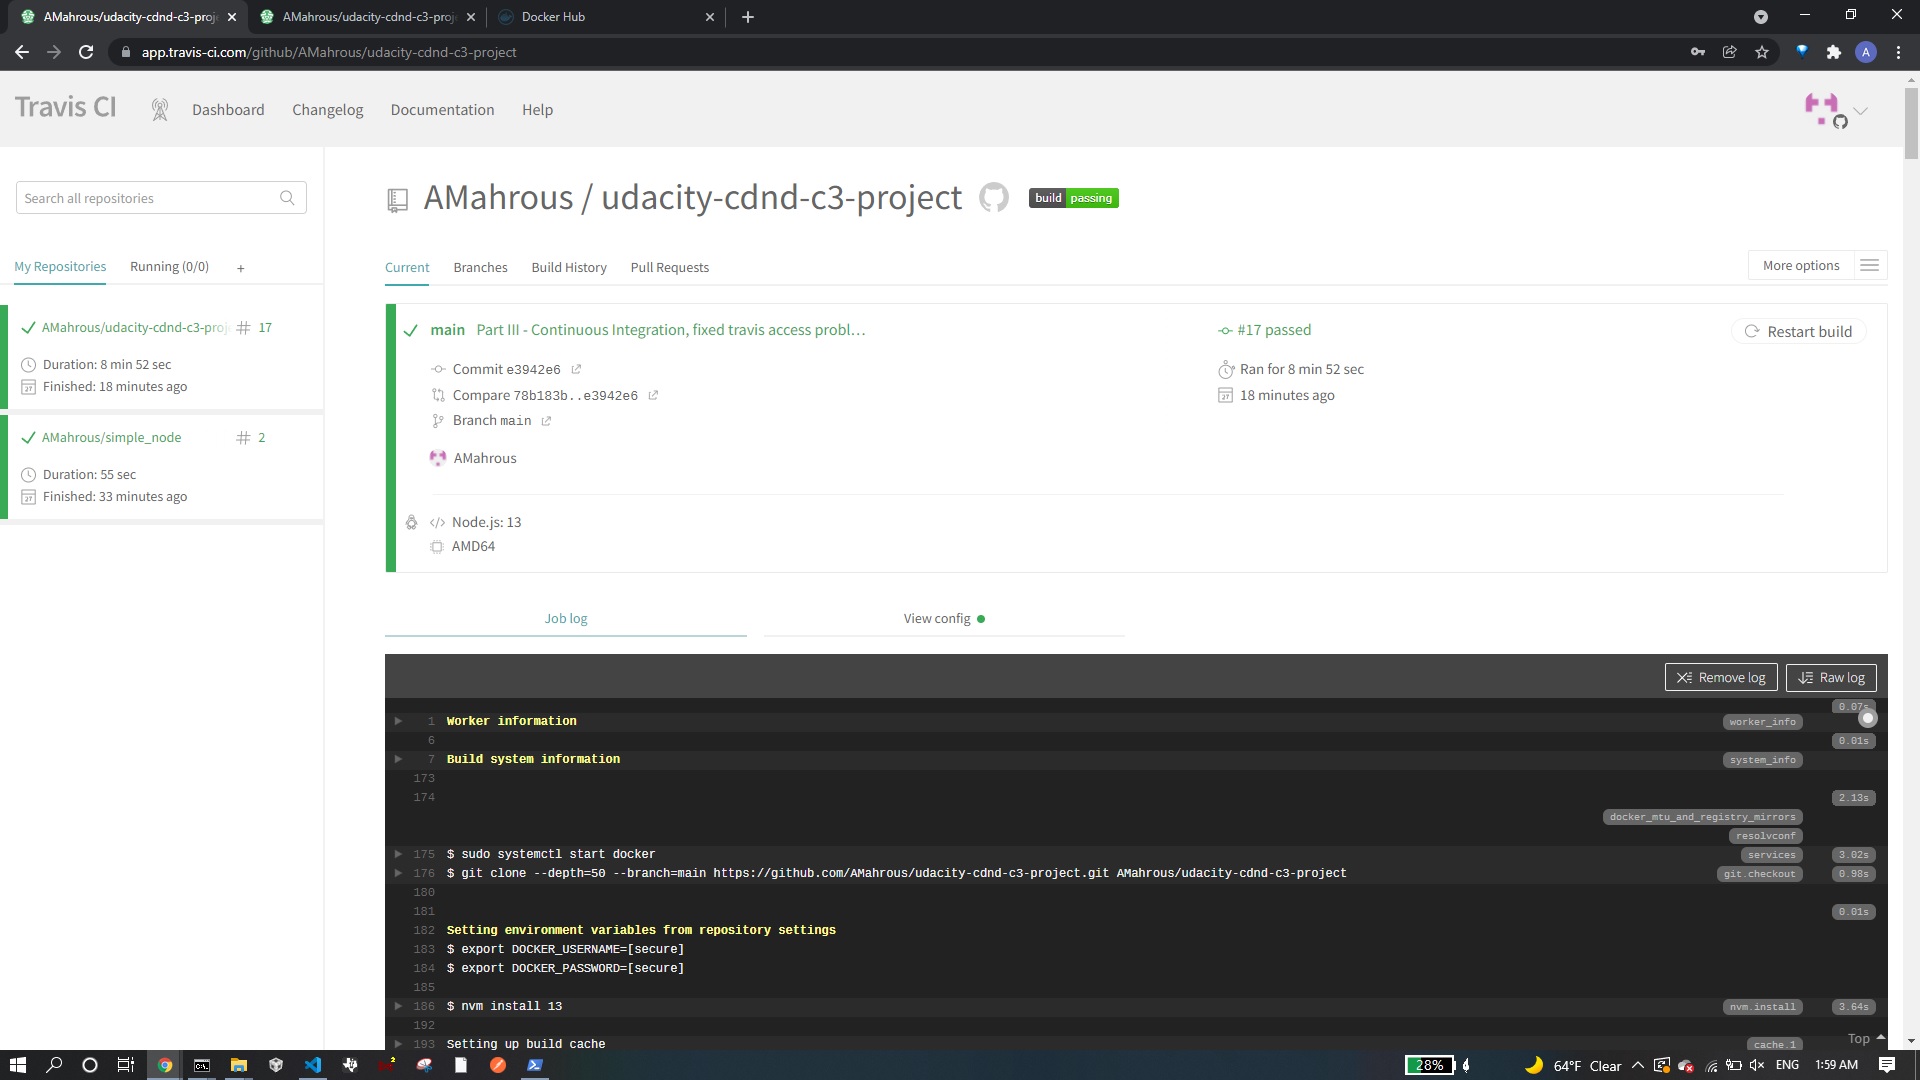 AMahrous/udacity-cdnd-c3-proj
AMahrous/udacity-cdnd-c3-proj
Docker Hub
app.travis-ci.com/github/AMahrous/udacity-cdnd-c3-project
A
Travis CI
Dashboard
Changelog
Documentation
Help
Search all repositories
My Repositories
Running (0/0)
+
AMahrous/udacity-cdnd-c3-proj
# 17
Duration: 8 min 52 sec
Finished: 18 minutes ago
AMahrous/simple_node
# 2
Duration: 55 sec
Finished: 33 minutes ago
AMahrous / udacity-cdnd-c3-project
build passing
Current
Branches
Build History
Pull Requests
More options
main Part III - Continuous Integration, fixed travis access probl…
#17 passed
Restart build
Commit e3942e6
Ran for 8 min 52 sec
Compare 78b183b..e3942e6
18 minutes ago
Branch main
AMahrous
</> Node.js: 13
AMD64
Job log
View config
Remove log
Raw log
0.07s
1 Worker information worker_info
6 0.01s
7 Build system information system_info
173
174 2.13s
docker_mtu_and_registry_mirrors
resolvconf
175 $ sudo systemctl start docker services 3.02s
176 $ git clone --depth=50 --branch=main https://github.com/AMahrous/udacity-cdnd-c3-project.git AMahrous/udacity-cdnd-c3-project git.checkout 0.98s
180
181 0.01s
182 Setting environment variables from repository settings
183 $ export DOCKER_USERNAME=[secure]
184 $ export DOCKER_PASSWORD=[secure]
185
186 $ nvm install 13 nvm.install 3.64s
192
193 Setting up build cache cache.1
Top
28%
64°F Clear
ENG
1:59 AM